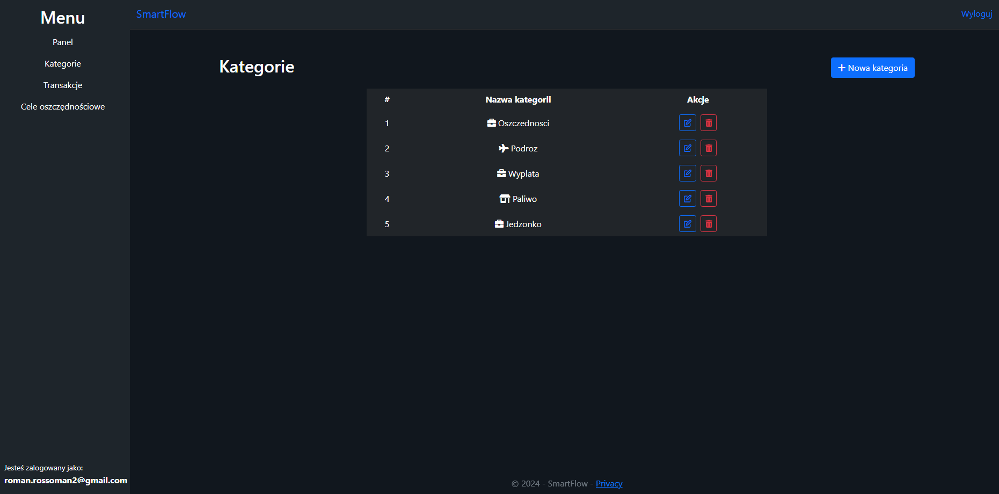 Menu
Panel
Kategorie
Transakcje
Cele oszczędnościowe
Jesteś zalogowany jako:
roman.rossoman2@gmail.com
SmartFlow
Wyloguj
Kategorie
Nowa kategoria
# Nazwa kategorii Akcje
1 Oszczednosci
2 Podroz
3 Wyplata
4 Paliwo
5 Jedzonko
© 2024 - SmartFlow - Privacy